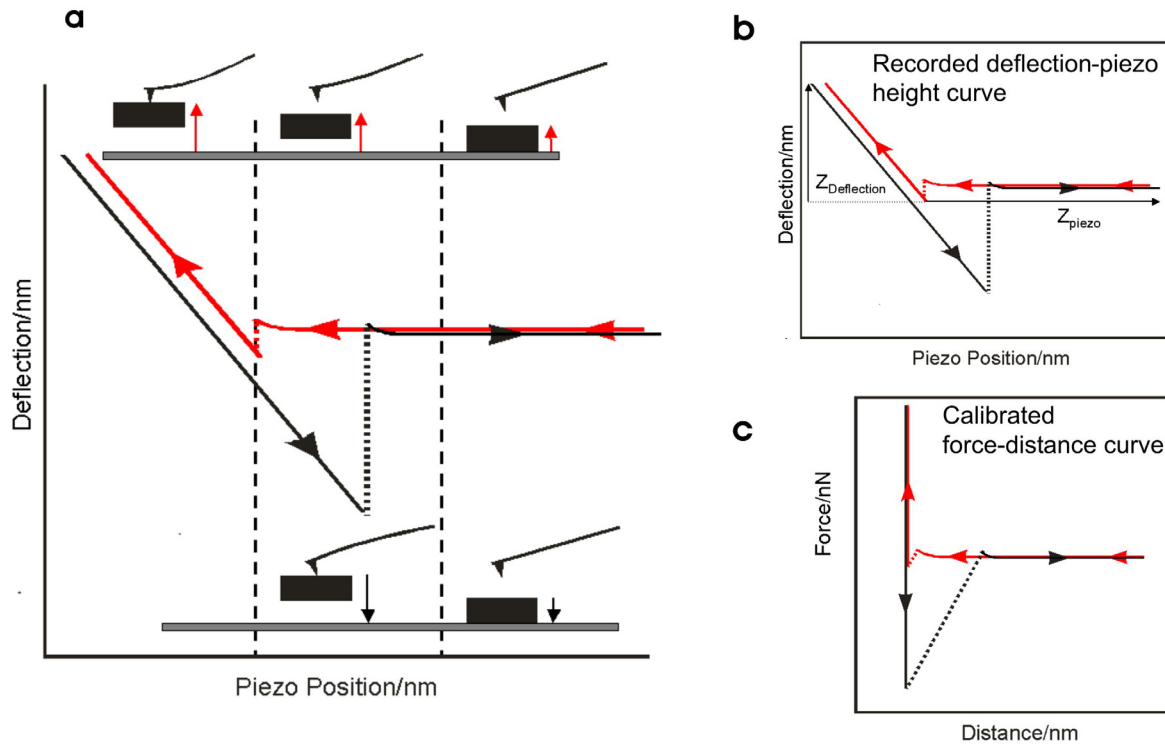 a
Deflection/nm
Piezo Position/nm
b
Recorded deflection-piezo
height curve
Deflection/nm
ZDeflection
Zpiezo
Piezo Position/nm
c
Calibrated
force-distance curve
Force/nN
Distance/nm